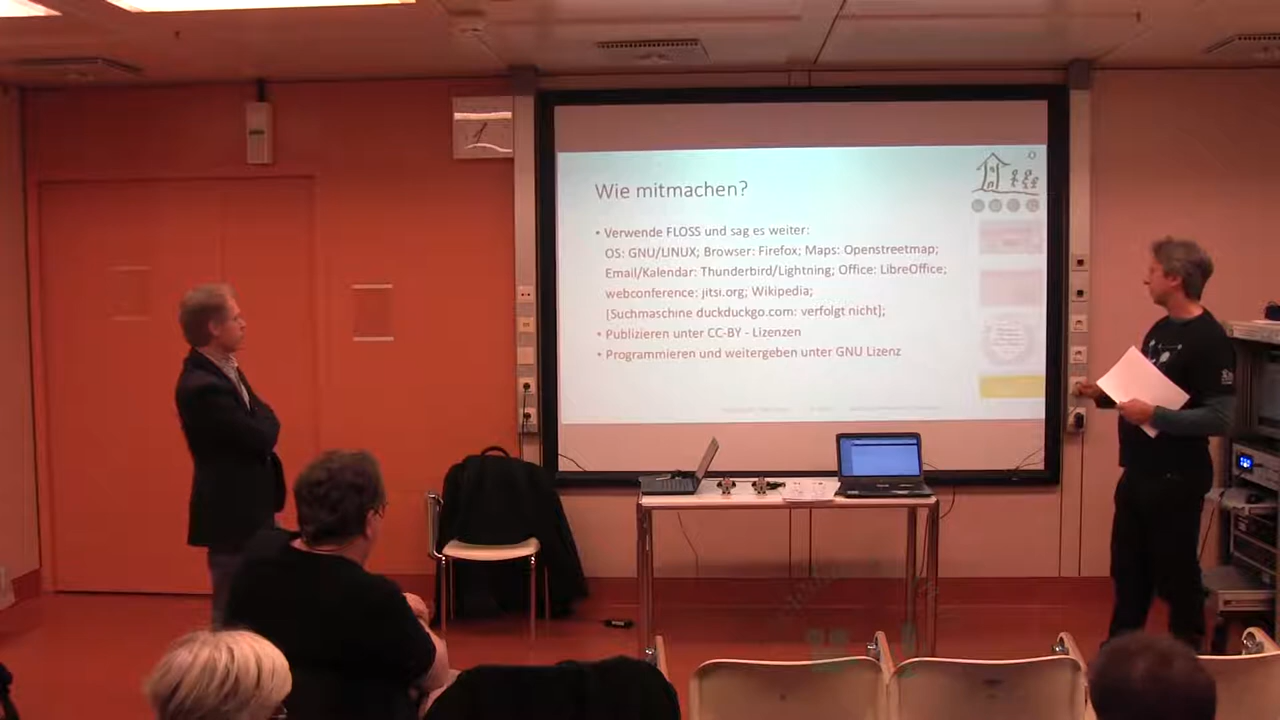 Wie mitmachen?
• Verwende FLOSS und sag es weiter:
OS: GNU/LINUX; Browser: Firefox; Maps: Openstreetmap;
Email/Kalendar: Thunderbird/Lightning; Office: LibreOffice;
webconference: jitsi.org; Wikipedia;
[Suchmaschine duckduckgo.com: verfolgt nicht];
• Publizieren unter CC-BY - Lizenzen
• Programmieren und weitergeben unter GNU Lizenz